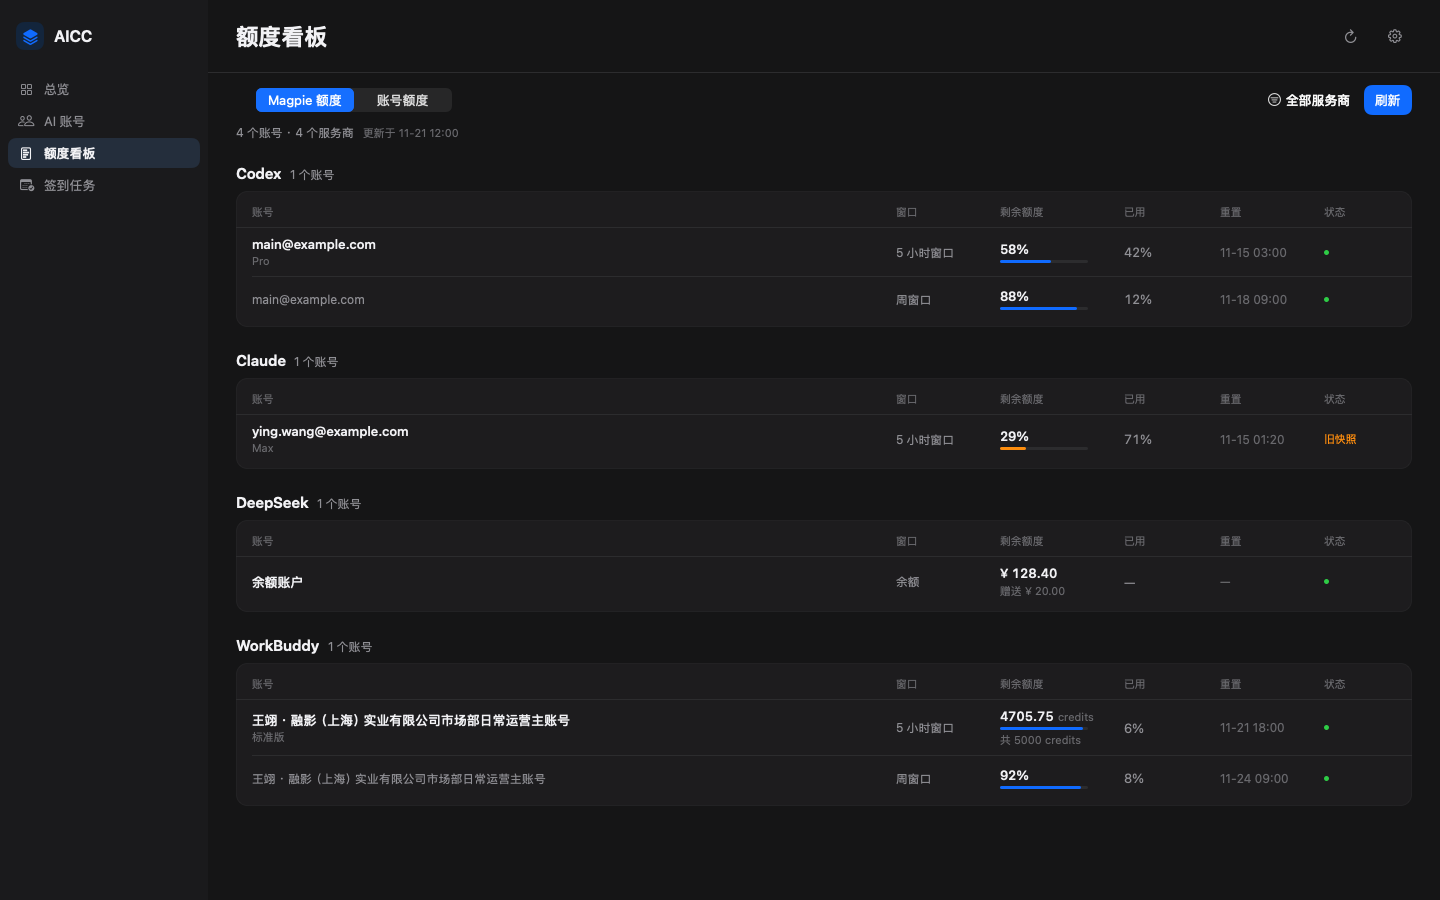 AICC
总览
AI 账号
额度看板
签到任务
额度看板
Magpie 额度 账号额度 全部服务商 刷新
4 个账号 · 4 个服务商 更新于 11-21 12:00
Codex 1 个账号
账号 窗口 剩余额度 已用 重置 状态
main@example.com
Pro
5 小时窗口 58% 42% 11-15 03:00
main@example.com 周窗口 88% 12% 11-18 09:00
Claude 1 个账号
账号 窗口 剩余额度 已用 重置 状态
ying.wang@example.com
Max
5 小时窗口 29% 71% 11-15 01:20 旧快照
DeepSeek 1 个账号
账号 窗口 剩余额度 已用 重置 状态
余额账户 余额 ¥ 128.40 — —
赠送 ¥ 20.00
WorkBuddy 1 个账号
账号 窗口 剩余额度 已用 重置 状态
王翊 · 融影（上海）实业有限公司市场部日常运营主账号
标准版
5 小时窗口 4705.75 credits 6% 11-21 18:00
共 5000 credits
王翊 · 融影（上海）实业有限公司市场部日常运营主账号 周窗口 92% 8% 11-24 09:00